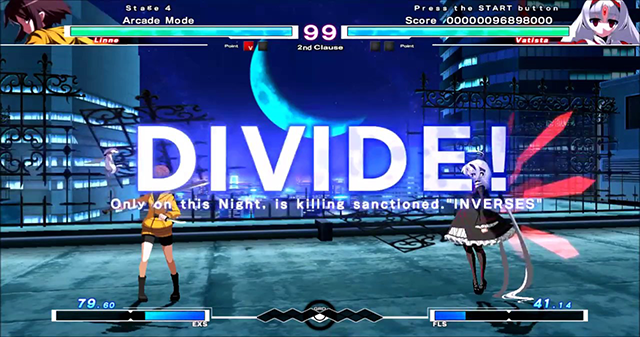 Stage 4
Press the START button
Arcade Mode
99
Score 00000096898000
Linne
Point
v
2nd Clause
Point
Vatista
DIVIDE!
Only on this Night, is killing sanctioned."INVERSES"
79.60
GRD
41.14
EXS
FLS